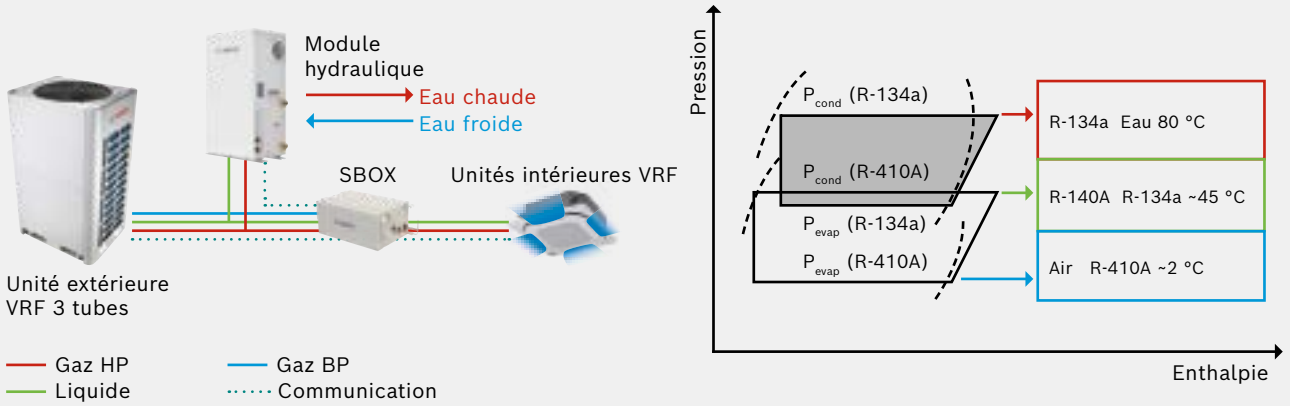 Module
hydraulique
Eau chaude
Eau froide
SBOX
Unités intérieures VRF
Unité extérieure
VRF 3 tubes
Gaz HP
Gaz BP
Liquide
Communication
Pression
P cond (R-134a)
P cond (R-410A)
P evap (R-134a)
P evap (R-410A)
R-134a Eau 80 °C
R-140A R-134a ~45 °C
Air R-410A ~2 °C
Enthalpie